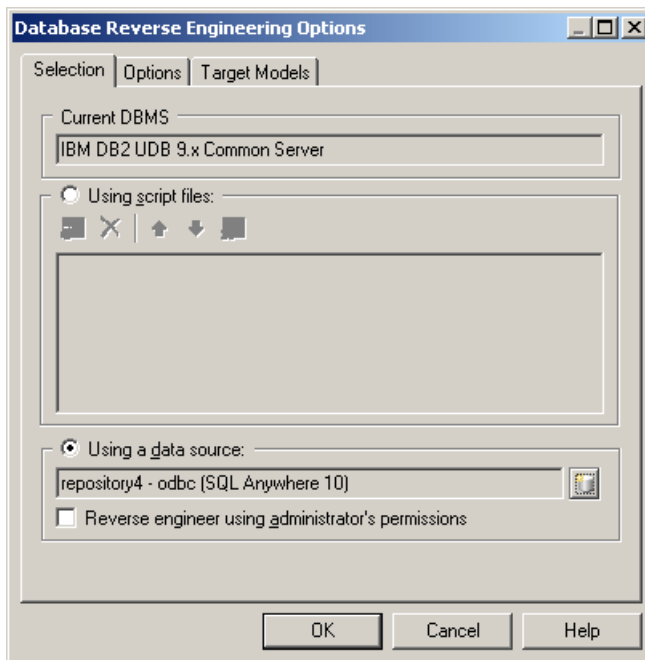 Database Reverse Engineering Options
Selection Options Target Models
Current DBMS
IBM DB2 UDB 9.x Common Server
Using script files:
Using a data source:
repository4 - odbc (SQL Anywhere 10)
Reverse engineer using administrator's permissions
OK Cancel Help